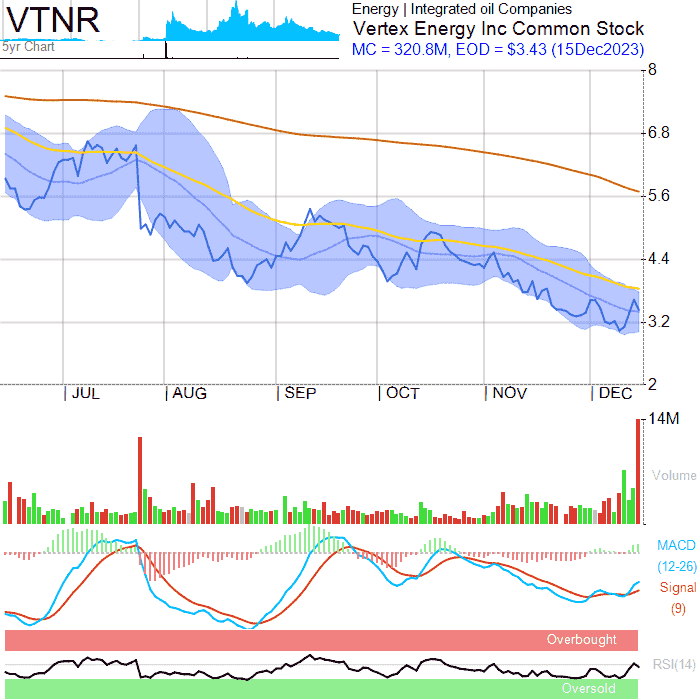 VTNR
Energy | Integrated oil Companies
Vertex Energy Inc Common Stock
5yr Chart
MC = 320.8M, EOD = $3.43 (15Dec2023)
8
6.8
5.6
4.4
3.2
2
JUL AUG SEP OCT NOV DEC
14M
Volume
MACD
(12-26)
Signal
(9)
Overbought
RSI(14)
Oversold